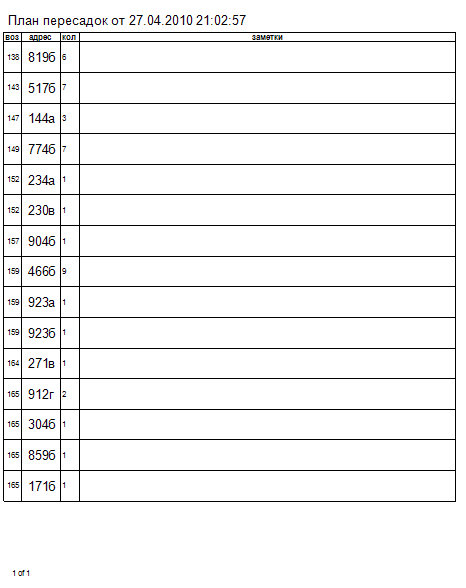 План пересадок от 27.04.2010 21:02:57
воз адрес кол заметки
138 819б 6
143 517б 7
147 144а 3
149 774б 7
152 234а 1
152 230в 1
157 904б 1
159 466б 9
159 923а 1
159 923б 1
164 271в 1
165 912г 2
165 304б 1
165 859б 1
165 171б 1
1 of 1